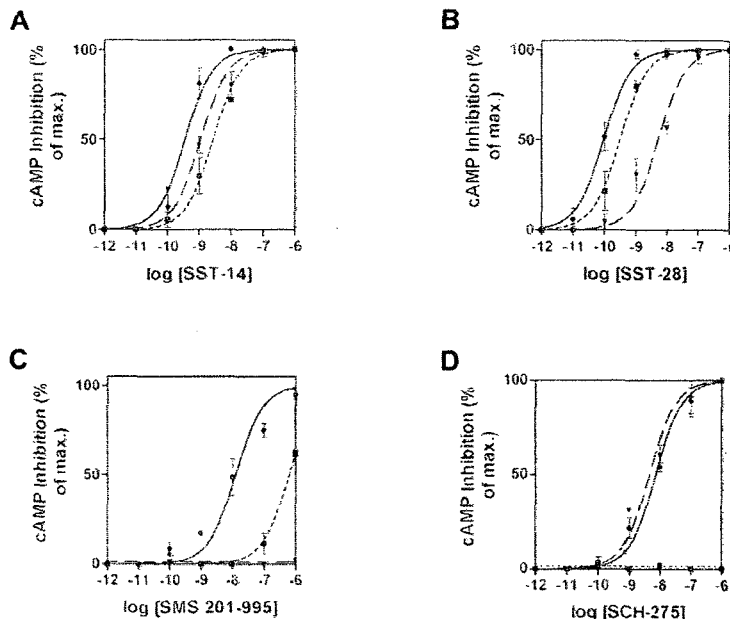 A
cAMP Inhibition (%
of max.)
100
50
0
-12 -11 -10 -9 -8 -7 -6
log [SST-14]
B
cAMP Inhibition (%
of max.)
100
50
0
-12 -11 -10 -9 -8 -7 -6
log [SST-28]
C
cAMP Inhibition (%
of max.)
100
50
0
-12 -11 -10 -9 -8 -7 -6
log [SMS 201-995]
D
cAMP Inhibition (%
of max.)
100
50
0
-12 -11 -10 -9 -8 -7 -6
log [SCH-275]